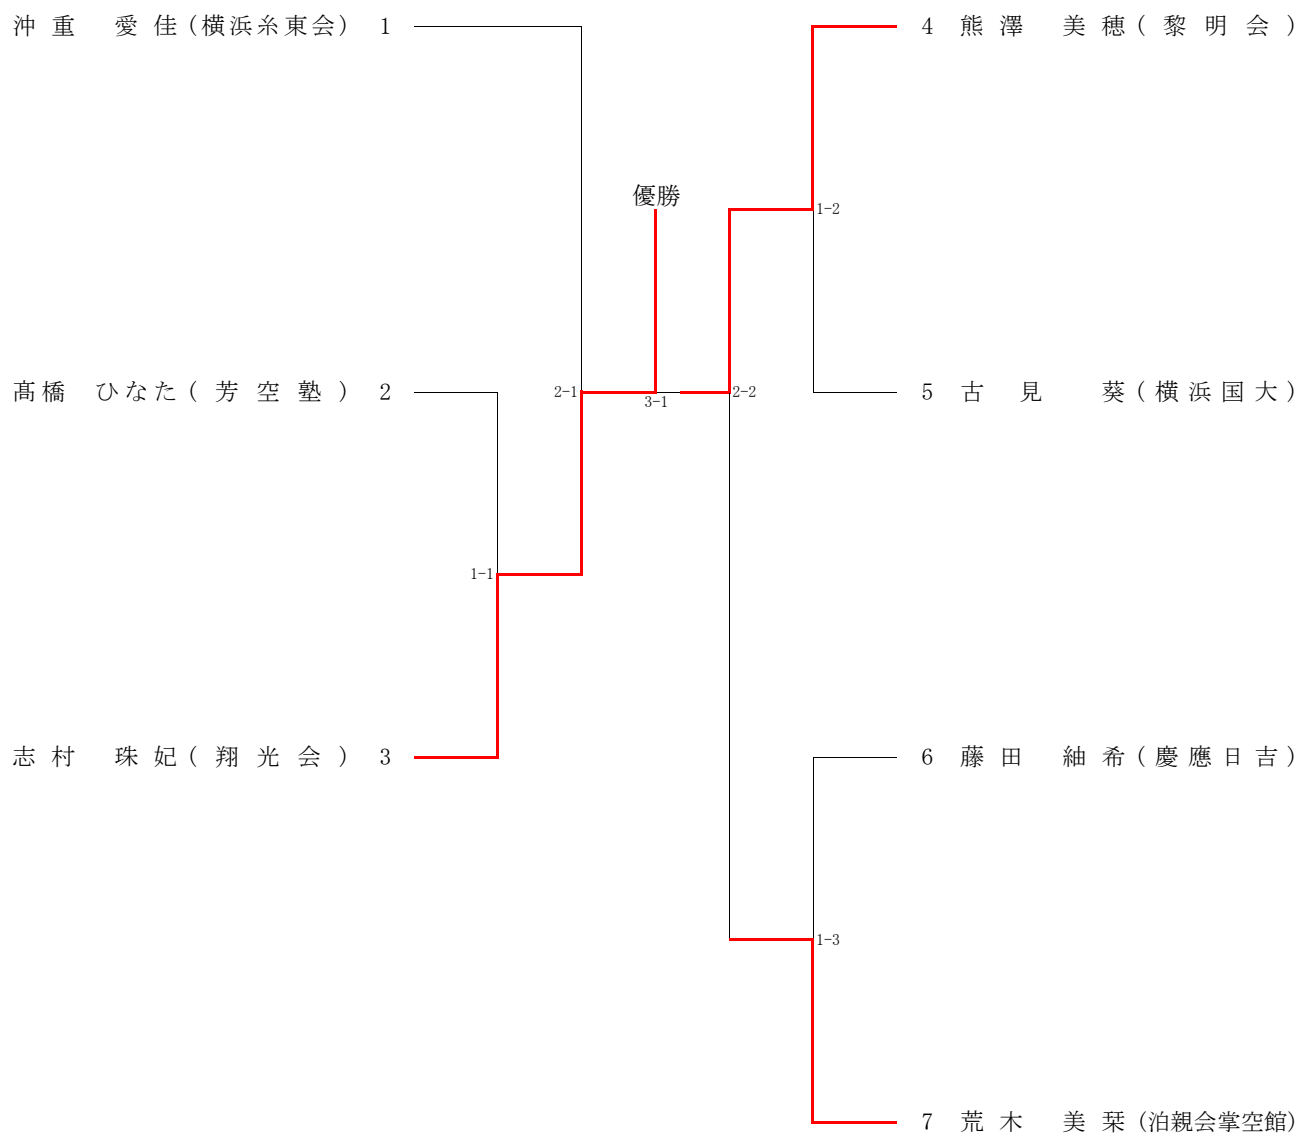 沖重 愛佳(横浜糸東会) 1
髙橋 ひなた(芳空塾) 2
志村 珠妃(翔光会) 3
1-1
2-1
優勝
3-1
2-2
1-2
1-3
4 熊澤 美穂(黎明会)
5 古見 葵(横浜国大)
6 藤田 紬希(慶應日吉)
7 荒木 美栞(泊親会掌空館)